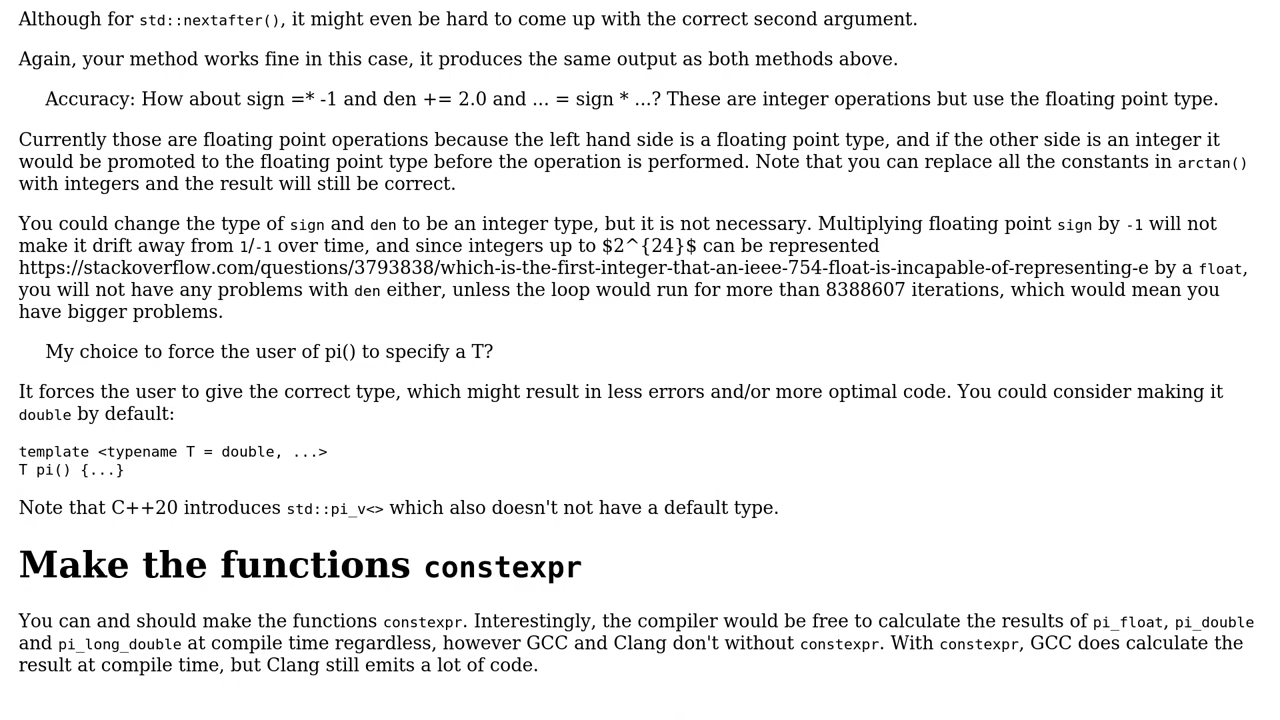 Although for std::nextafter(), it might even be hard to come up with the correct second argument.
Again, your method works fine in this case, it produces the same output as both methods above.
Accuracy: How about sign =* -1 and den += 2.0 and ... = sign * ...? These are integer operations but use the floating point type.
Currently those are floating point operations because the left hand side is a floating point type, and if the other side is an integer it
would be promoted to the floating point type before the operation is performed. Note that you can replace all the constants in arctan()
with integers and the result will still be correct.
You could change the type of sign and den to be an integer type, but it is not necessary. Multiplying floating point sign by -1 will not
make it drift away from 1/-1 over time, and since integers up to $2^{24}$ can be represented
https://stackoverflow.com/questions/3793838/which-is-the-first-integer-that-an-ieee-754-float-is-incapable-of-representing-e by a float,
you will not have any problems with den either, unless the loop would run for more than 8388607 iterations, which would mean you
have bigger problems.
My choice to force the user of pi() to specify a T?
It forces the user to give the correct type, which might result in less errors and/or more optimal code. You could consider making it
double by default:
template <typename T = double, ...>
T pi() {...}
Note that C++20 introduces std::pi_v<> which also doesn't not have a default type.
Make the functions constexpr
You can and should make the functions constexpr. Interestingly, the compiler would be free to calculate the results of pi_float, pi_double
and pi_long_double at compile time regardless, however GCC and Clang don't without constexpr. With constexpr, GCC does calculate the
result at compile time, but Clang still emits a lot of code.